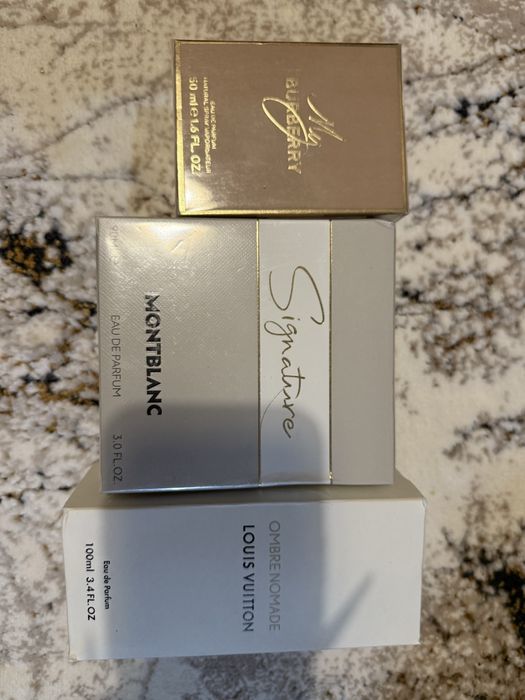 My
BURBERRY
EAU DE PARFUM
NATURAL SPRAY VAPORISATEUR
50 ml e 1.6 FL. OZ.
Signature
MONTBLANC
EAU DE PARFUM
3.0 FL.OZ.
OMBRE NOMADE
LOUIS VUITTON
Eau de Parfum
100ml 3.4 FL.OZ